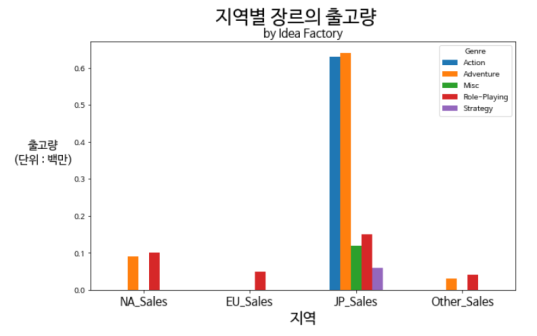 지역별 장르의 출고량
by Idea Factory
Genre
Action
Adventure
Misc
Role-Playing
Strategy
0.6
0.5
0.4
0.3
0.2
0.1
0.0
출고량
(단위 : 백만)
NA_Sales
EU_Sales
JP_Sales
Other_Sales
지역